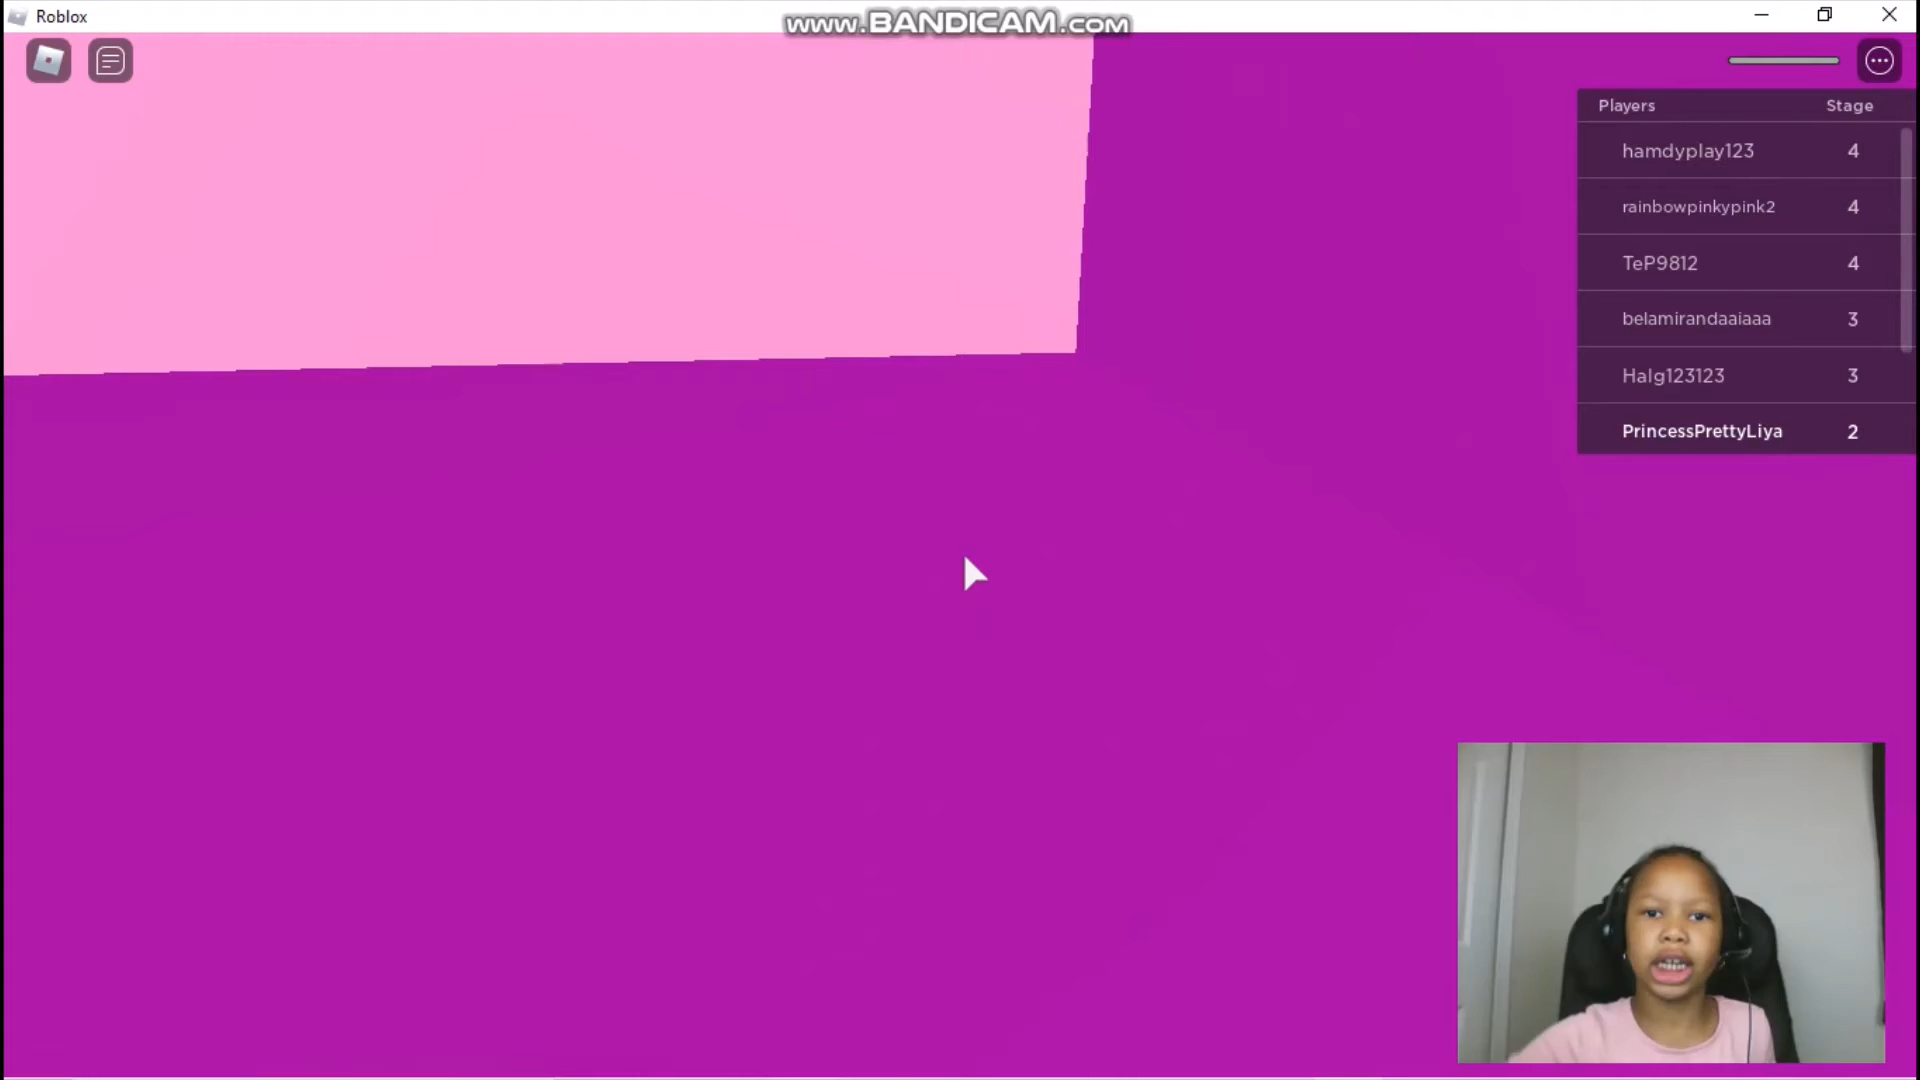 Roblox
www.BANDICAM.com
Players Stage
hamdyplay123 4
rainbowpinkypink2 4
TeP9812 4
belamirandaaiaaa 3
Halg123123 3
PrincessPrettyLiya 2